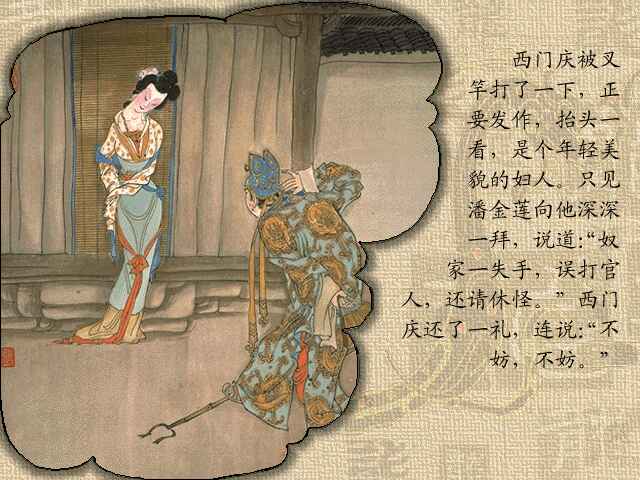 西门庆被叉
竿打了一下，正
要发作，抬头一
看，是个年轻美
貌的妇人。只见
潘金莲向他深深
一拜，说道:“奴
家一失手，误打官
人，还请休怪。”西门
庆还了一礼，连说:“不
妨，不妨。”